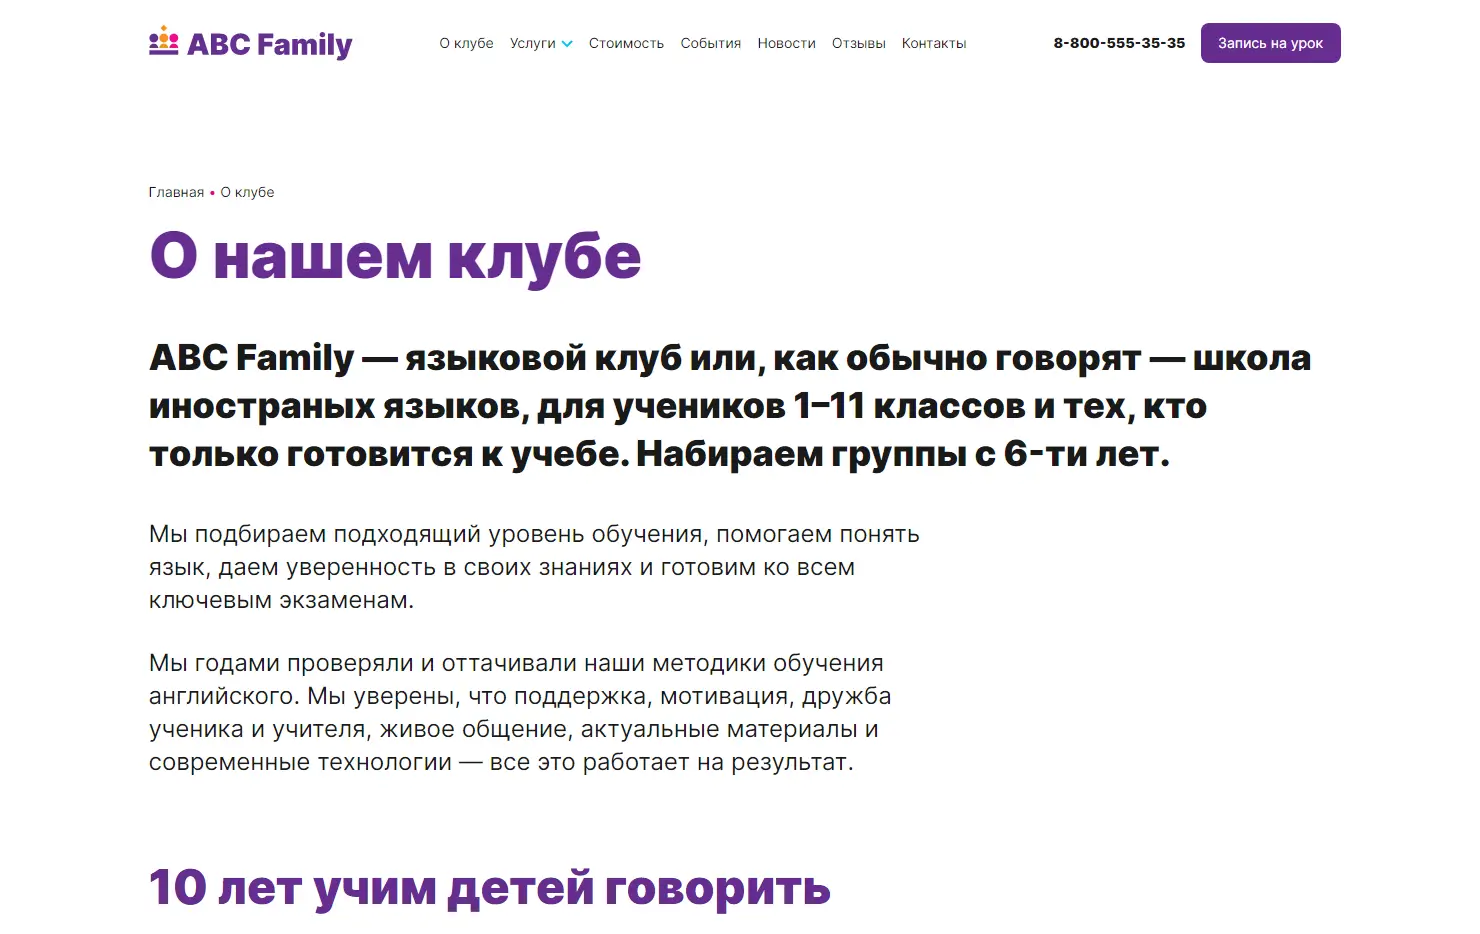 ABC Family
О клубе Услуги Стоимость События Новости Отзывы Контакты
8-800-555-35-35
Запись на урок
Главная • О клубе
О нашем клубе
ABC Family — языковой клуб или, как обычно говорят — школа
иностраных языков, для учеников 1–11 классов и тех, кто
только готовится к учебе. Набираем группы с 6-ти лет.
Мы подбираем подходящий уровень обучения, помогаем понять
язык, даем уверенность в своих знаниях и готовим ко всем
ключевым экзаменам.
Мы годами проверяли и оттачивали наши методики обучения
английского. Мы уверены, что поддержка, мотивация, дружба
ученика и учителя, живое общение, актуальные материалы и
современные технологии — все это работает на результат.
10 лет учим детей говорить